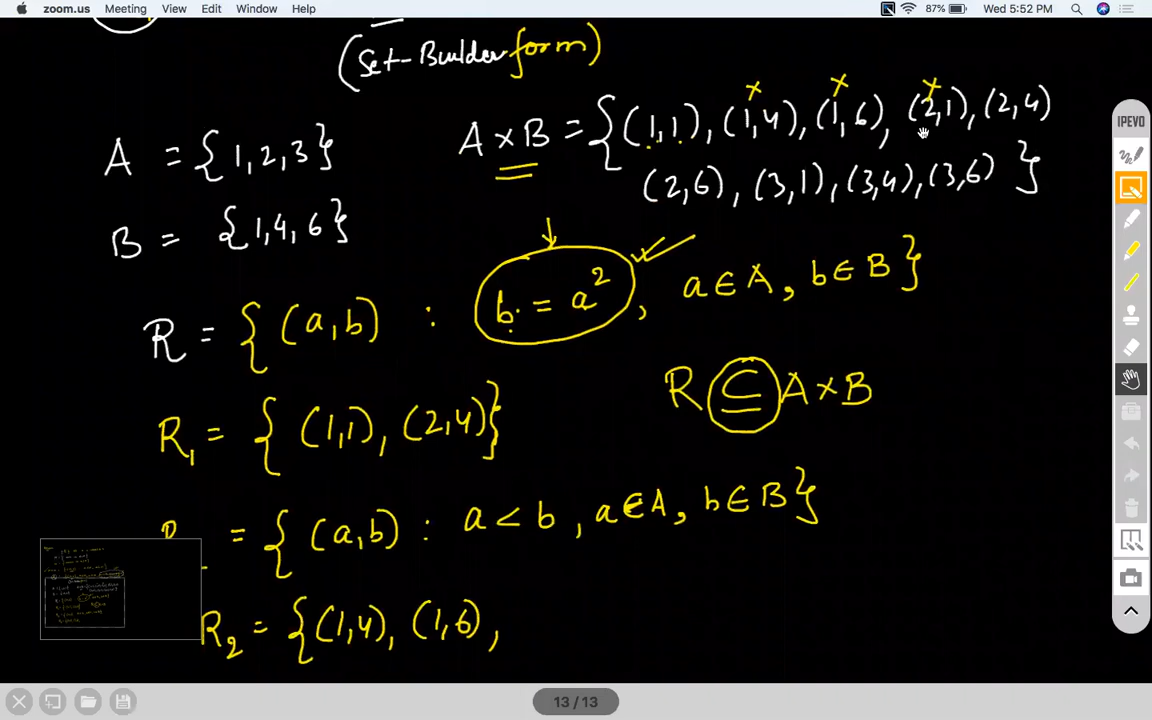 zoom.us Meeting View Edit Window Help 87% Wed 5:52 PM
(Set-Builder form)
A × B = {(1,1), (1,4), (1,6), (2,1), (2,4)
A = {1,2,3}
(2,6), (3,1), (3,4), (3,6) }
B = {1,4,6}
R = {(a,b) : b = a², a∈A, b∈B}
R ⊆ A×B
R₁ = {(1,1), (2,4)}
= {(a,b) : a < b, a∈A, b∈B}
R₂ = {(1,4), (1,6),
IPEVO
13 / 13